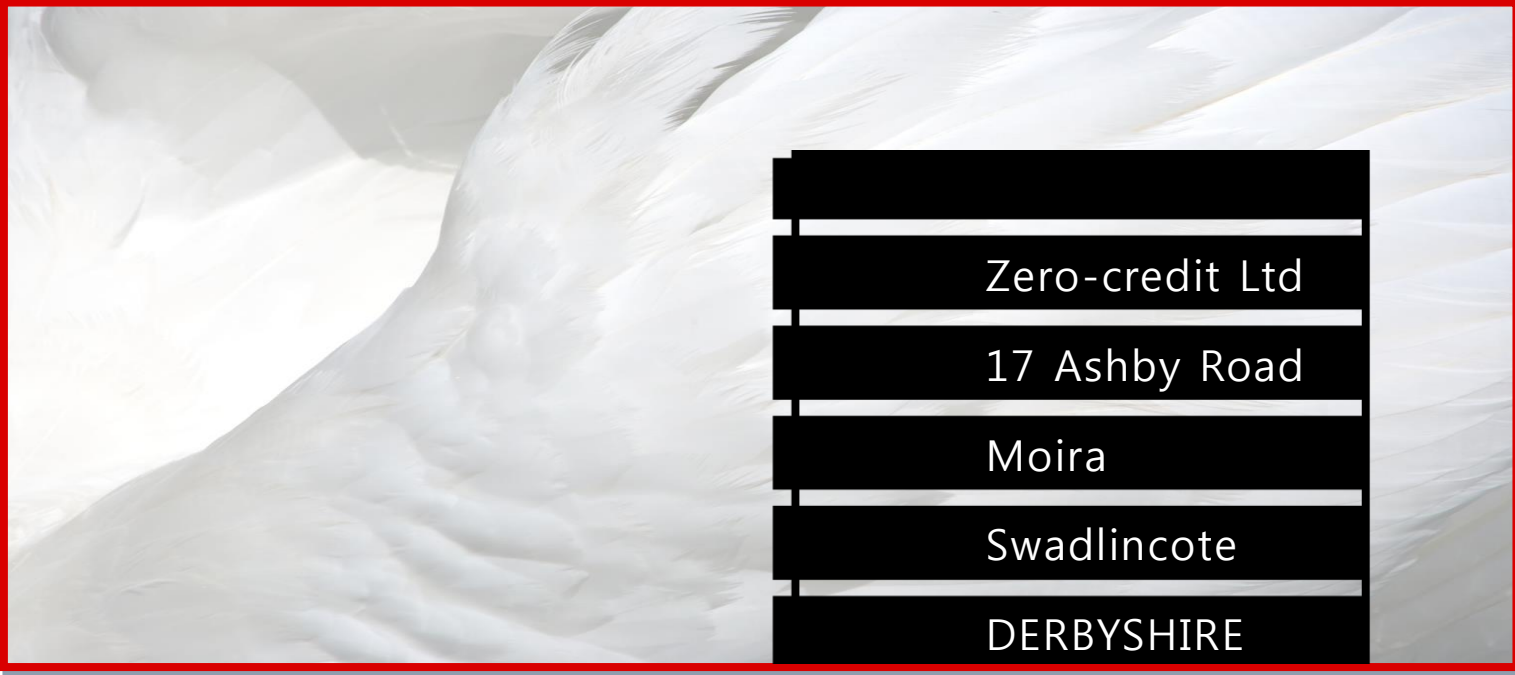 Zero-credit Ltd
17 Ashby Road
Moira
Swadlincote
DERBYSHIRE